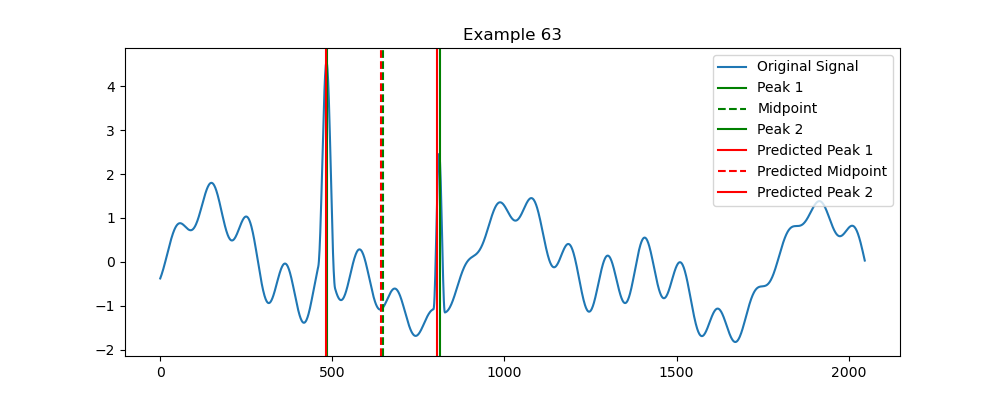 Example 63
Original Signal
Peak 1
Midpoint
Peak 2
Predicted Peak 1
Predicted Midpoint
Predicted Peak 2
4
3
2
1
0
−1
−2
0 500 1000 1500 2000